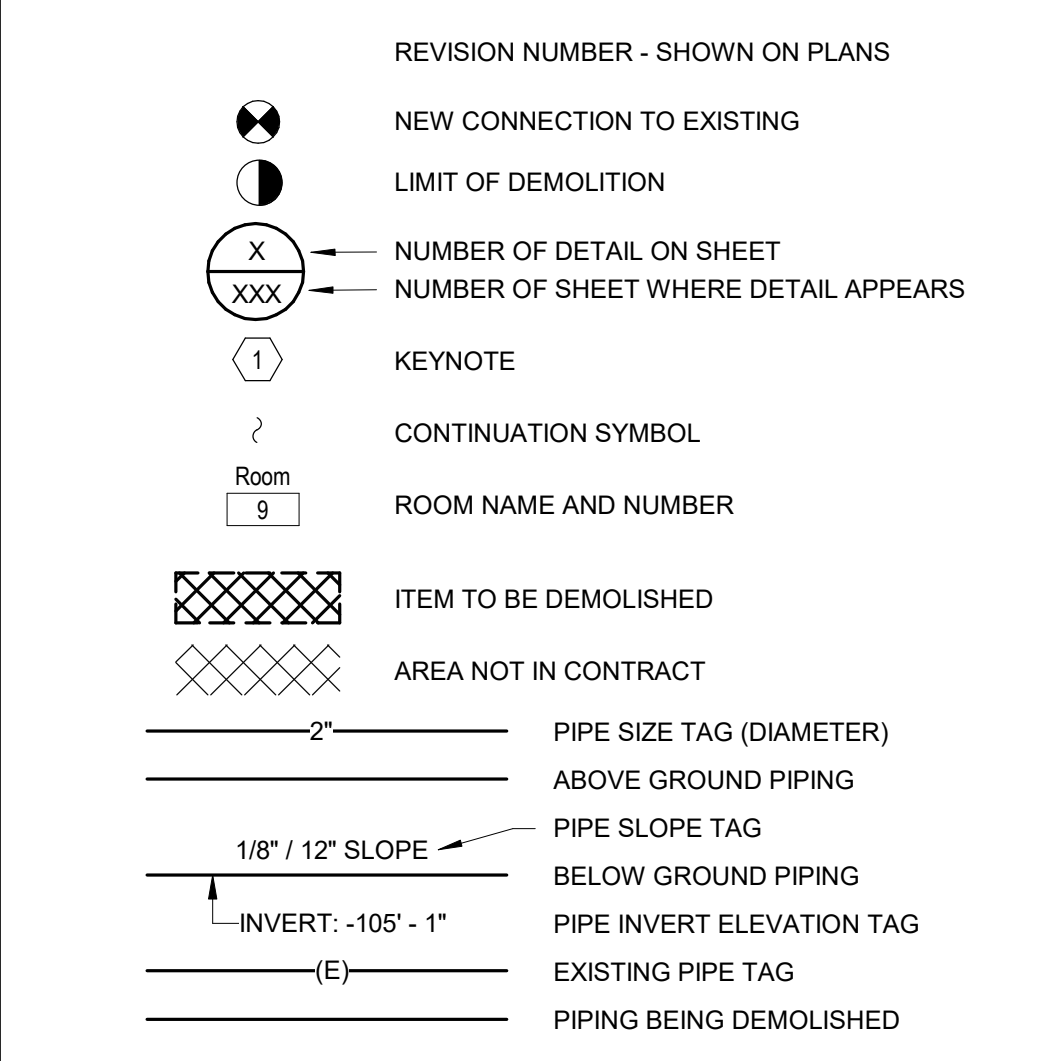 REVISION NUMBER - SHOWN ON PLANS
NEW CONNECTION TO EXISTING
LIMIT OF DEMOLITION
X NUMBER OF DETAIL ON SHEET
XXX NUMBER OF SHEET WHERE DETAIL APPEARS
1 KEYNOTE
CONTINUATION SYMBOL
Room
9 ROOM NAME AND NUMBER
ITEM TO BE DEMOLISHED
AREA NOT IN CONTRACT
2" PIPE SIZE TAG (DIAMETER)
ABOVE GROUND PIPING
PIPE SLOPE TAG
1/8" / 12" SLOPE
BELOW GROUND PIPING
INVERT: -105' - 1" PIPE INVERT ELEVATION TAG
(E) EXISTING PIPE TAG
PIPING BEING DEMOLISHED